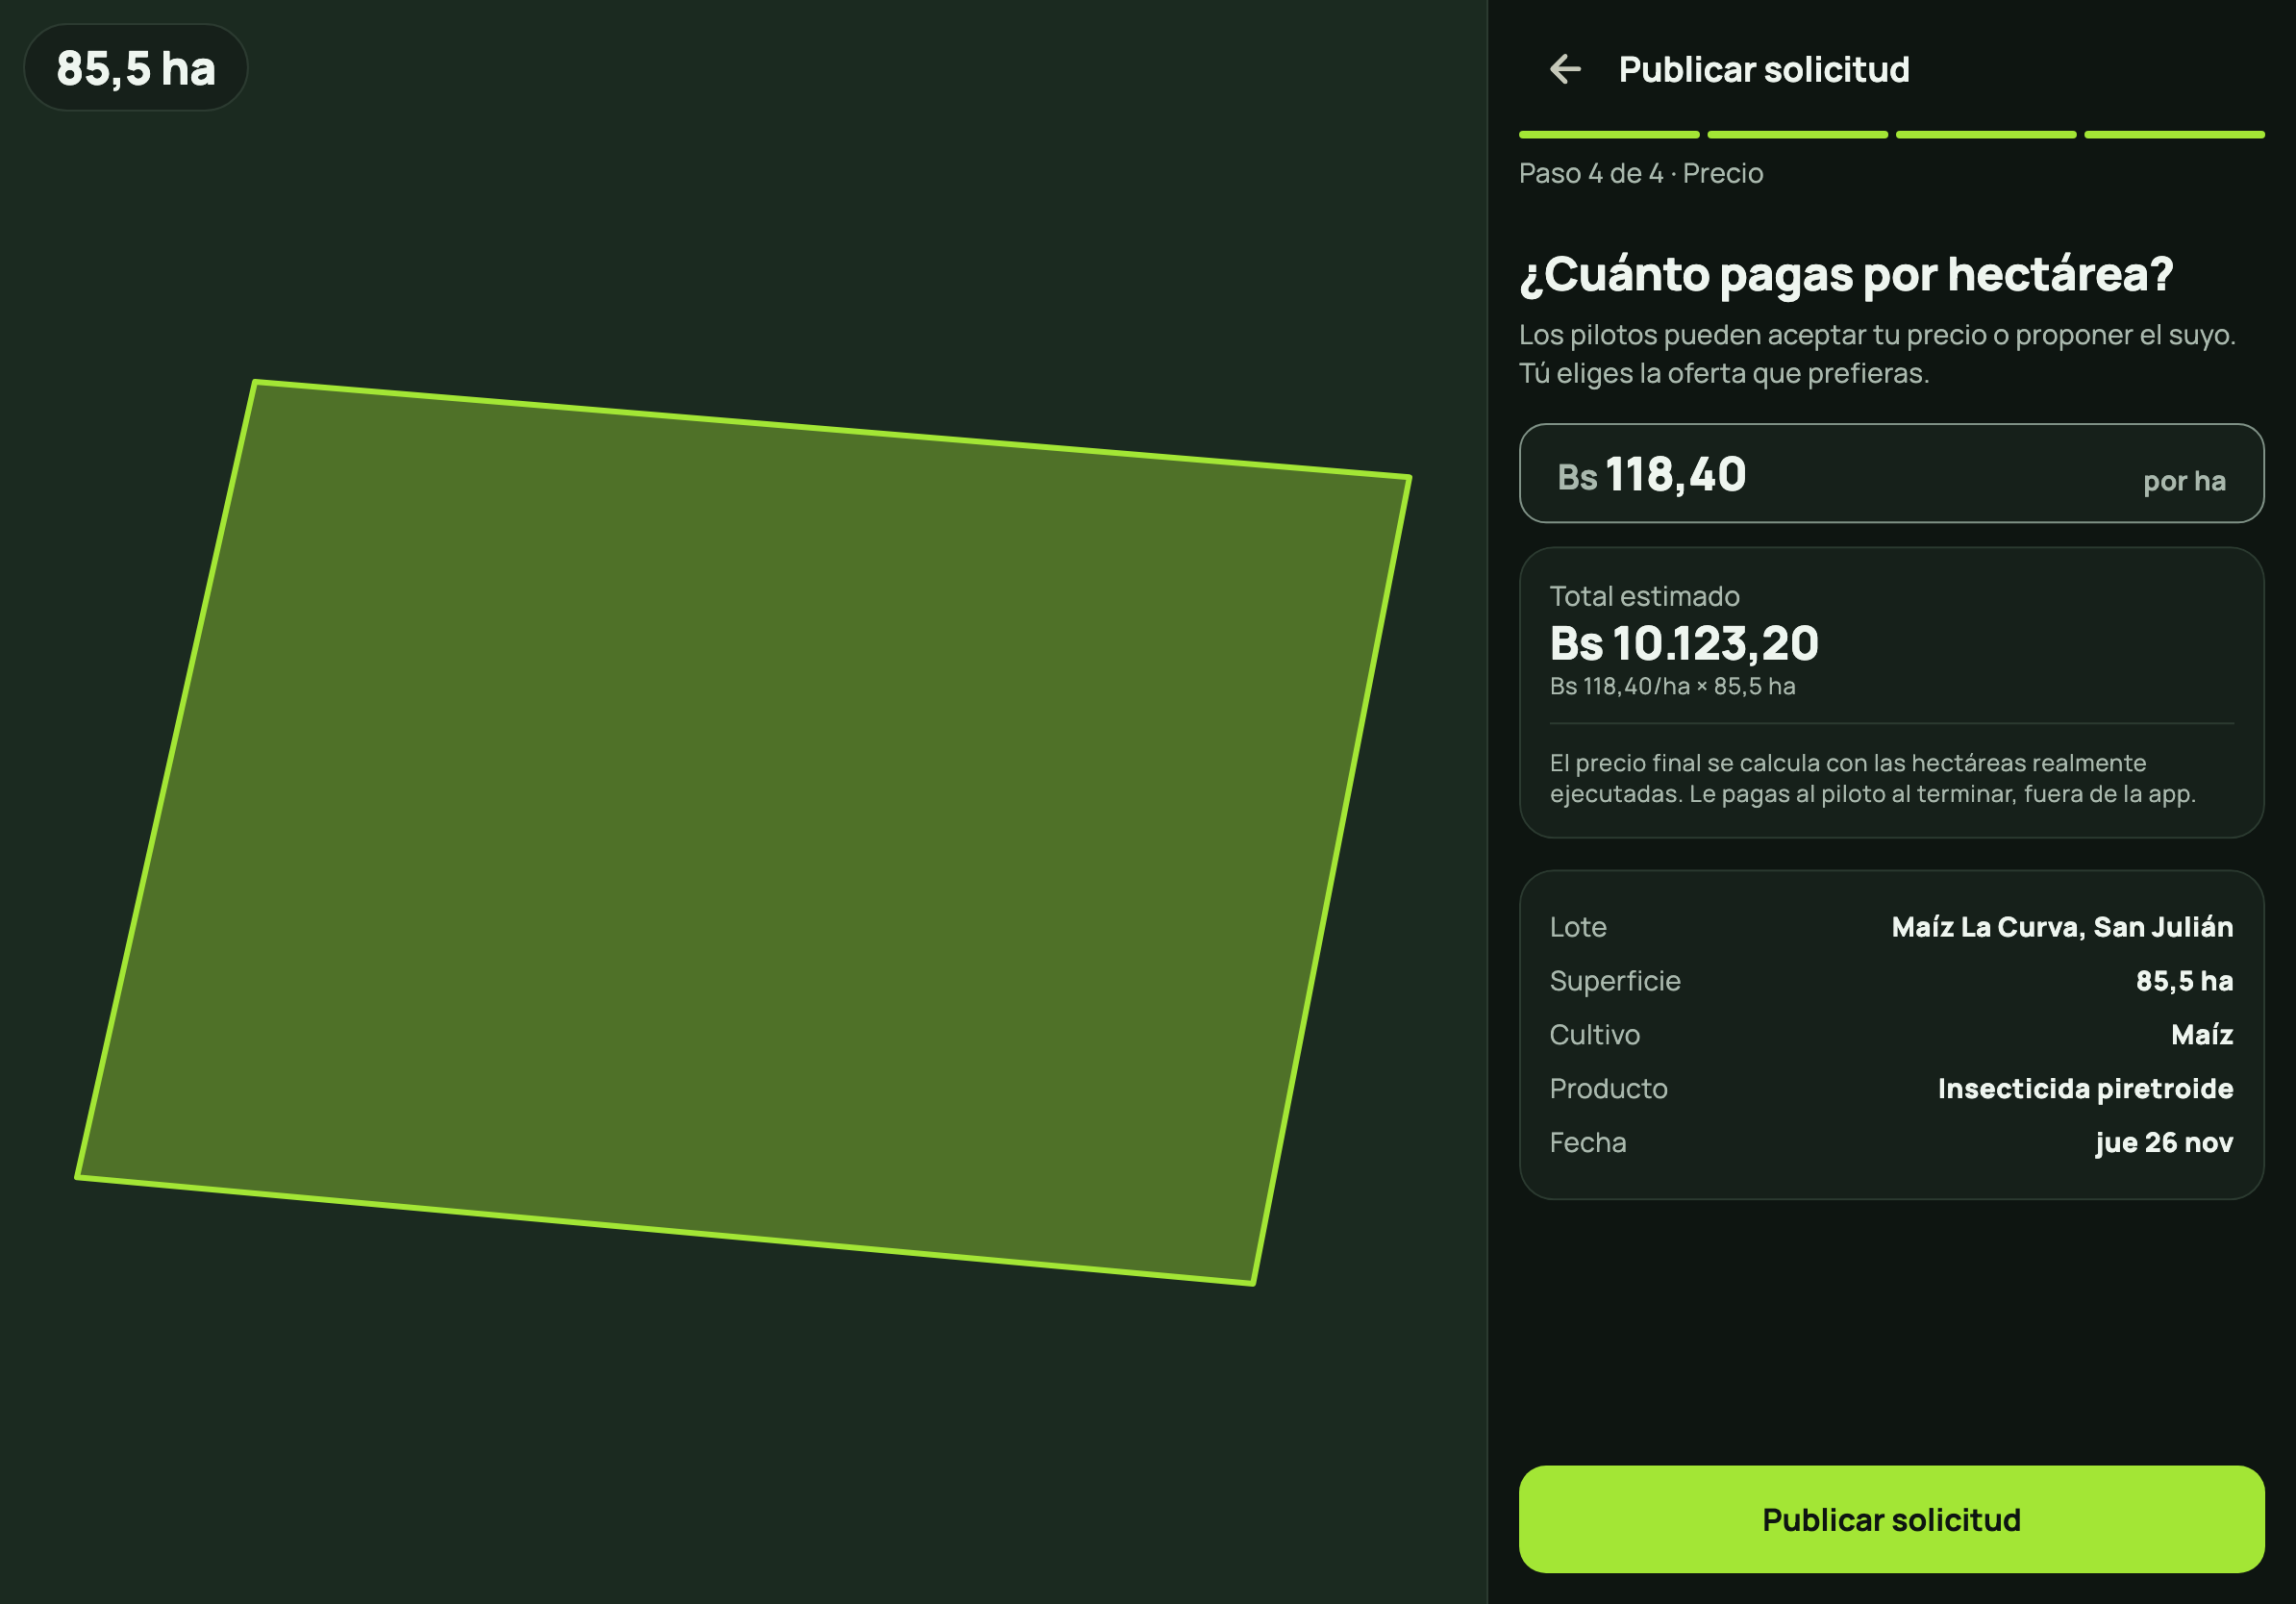 85,5 ha
Publicar solicitud
Paso 4 de 4 · Precio
¿Cuánto pagas por hectárea?
Los pilotos pueden aceptar tu precio o proponer el suyo.
Tú eliges la oferta que prefieras.
Bs 118,40 por ha
Total estimado
Bs 10.123,20
Bs 118,40/ha × 85,5 ha
El precio final se calcula con las hectáreas realmente
ejecutadas. Le pagas al piloto al terminar, fuera de la app.
Lote Maíz La Curva, San Julián
Superficie 85,5 ha
Cultivo Maíz
Producto Insecticida piretroide
Fecha jue 26 nov
Publicar solicitud